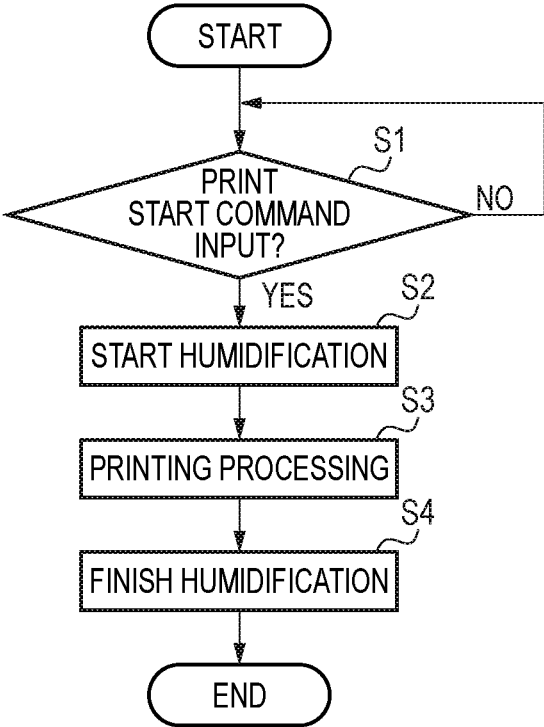 START
S1
PRINT
START COMMAND
INPUT?
NO
YES
S2
START HUMIDIFICATION
S3
PRINTING PROCESSING
S4
FINISH HUMIDIFICATION
END